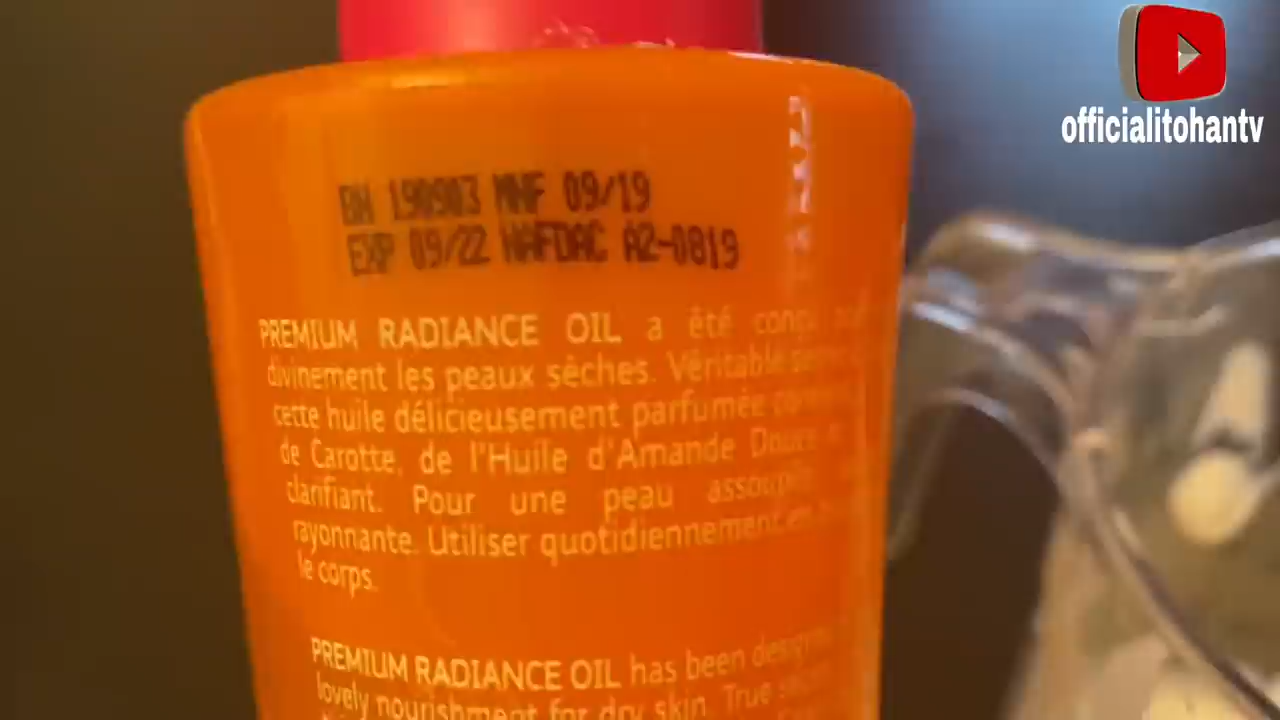 officialitohantv
BN 190903 MNF 09/19
EXP 09/22 NAFDAC A2-0819
PREMIUM RADIANCE OIL a été conçu
divinement les peaux sèches. Véritable
cette huile délicieusement parfumée
de Carotte, de l'Huile d'Amande Douce
clarifiant. Pour une peau assouplie
rayonnante. Utiliser quotidiennement
le corps.
PREMIUM RADIANCE OIL has been
lovely nourishment for dry skin. True